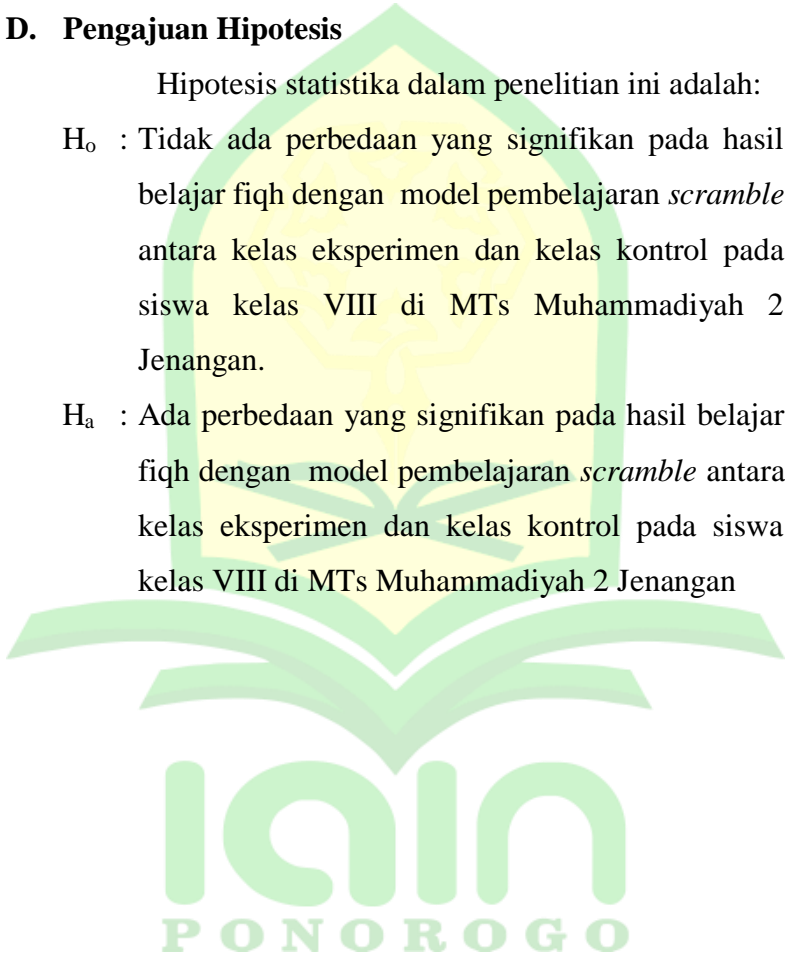 D. Pengajuan Hipotesis
Hipotesis statistika dalam penelitian ini adalah:
Ho : Tidak ada perbedaan yang signifikan pada hasil
belajar fiqh dengan model pembelajaran scramble
antara kelas eksperimen dan kelas kontrol pada
siswa kelas VIII di MTs Muhammadiyah 2
Jenangan.
Ha : Ada perbedaan yang signifikan pada hasil belajar
fiqh dengan model pembelajaran scramble antara
kelas eksperimen dan kelas kontrol pada siswa
kelas VIII di MTs Muhammadiyah 2 Jenangan
iain
PONOROGO